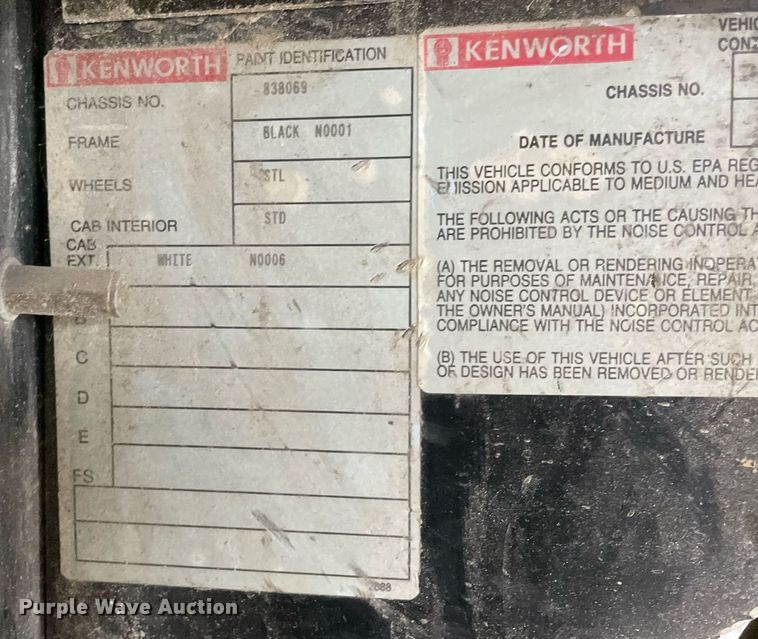 KENWORTH PAINT IDENTIFICATION
CHASSIS NO. 838069
FRAME BLACK N0001
WHEELS STL
CAB INTERIOR STD
CAB
EXT. WHITE N0006
B
C
D
E
FS
KENWORTH
CHASSIS NO.
DATE OF MANUFACTURE
THIS VEHICLE CONFORMS TO U.S. EPA REG
EMISSION APPLICABLE TO MEDIUM AND HEA
THE FOLLOWING ACTS OR THE CAUSING TH
ARE PROHIBITED BY THE NOISE CONTROL A
(A) THE REMOVAL OR RENDERING INOPERA
FOR PURPOSES OF MAINTENANCE, REPAIR,
ANY NOISE CONTROL DEVICE OR ELEMENT
THE OWNER'S MANUAL) INCORPORATED INT
COMPLIANCE WITH THE NOISE CONTROL AC
(B) THE USE OF THIS VEHICLE AFTER SUCH
OF DESIGN HAS BEEN REMOVED OR RENDE
Purple Wave Auction